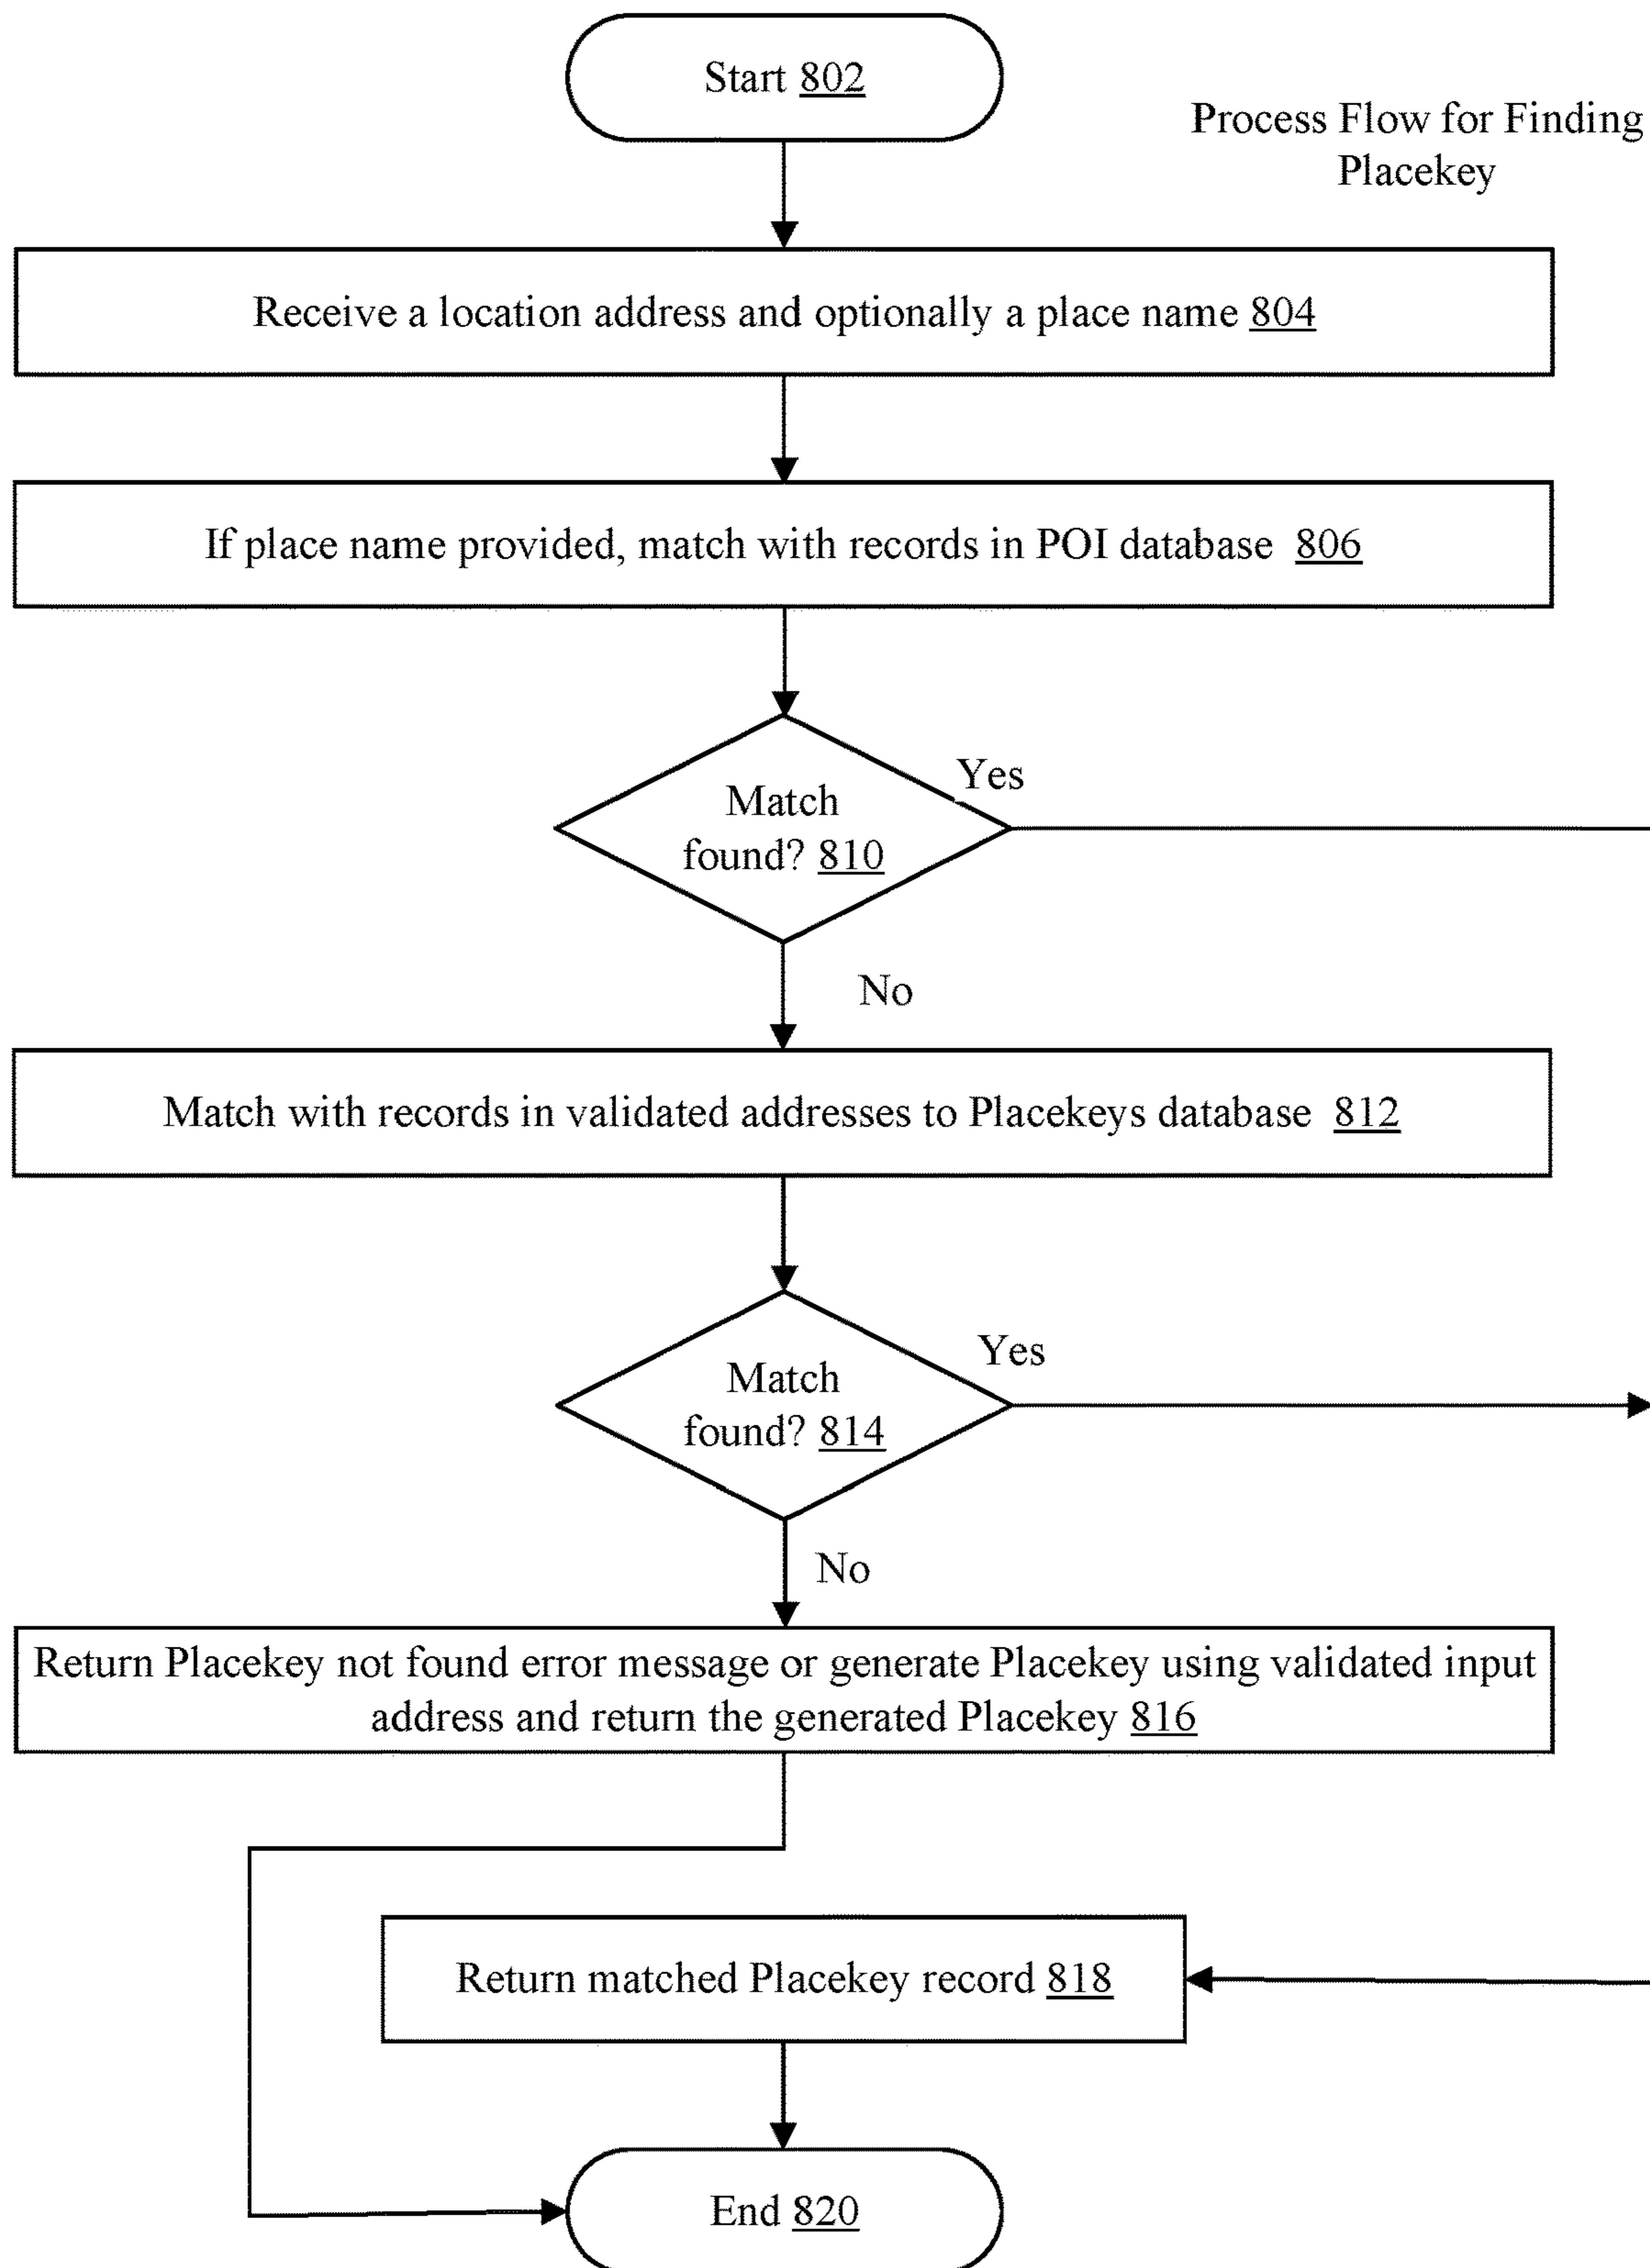 Start 802
Process Flow for Finding
Placekey
Receive a location address and optionally a place name 804
If place name provided, match with records in POI database 806
Yes
Match
found? 810
No
Match with records in validated addresses to Placekeys database 812
Yes
Match
found? 814
No
Return Placekey not found error message or generate Placekey using validated input
address and return the generated Placekey 816
Return matched Placekey record 818
End 820